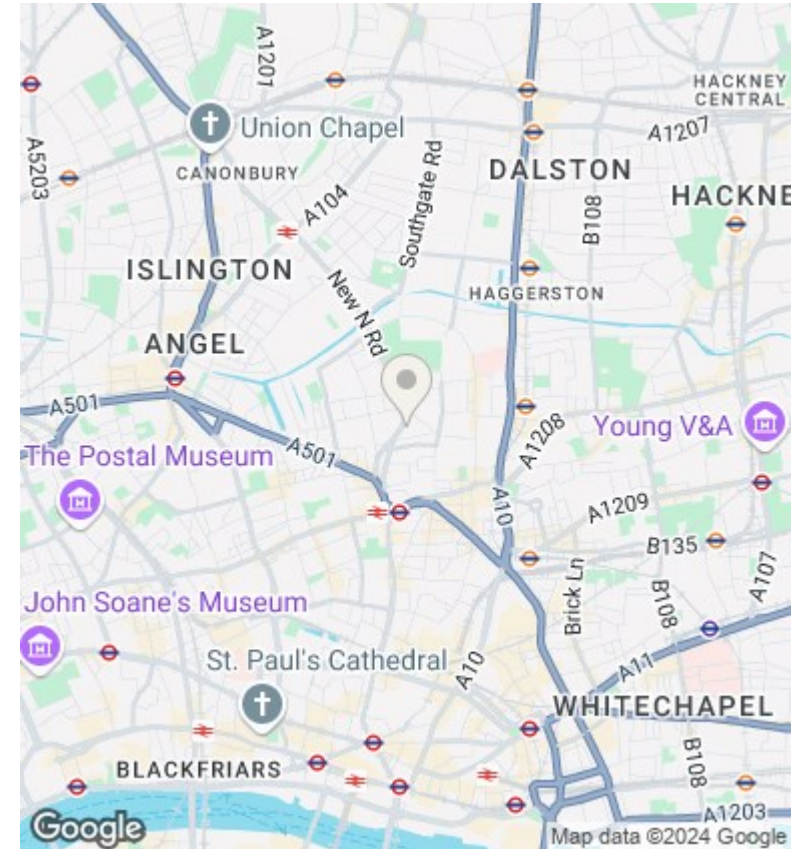 A1201
HACKNEY
CENTRAL
A5203
Union Chapel
A1207
CANONBURY
A104
Southgate Rd
DALSTON
B108
HACKNE
ISLINGTON
New N Rd
HAGGERSTON
ANGEL
A501
A501
A1208
Young V&A
The Postal Museum
A10
A1209
B135
A107
John Soane's Museum
Brick Ln
B108
St. Paul's Cathedral
A10
A11
WHITECHAPEL
BLACKFRIARS
B108
A1203
Google
Map data ©2024 Google